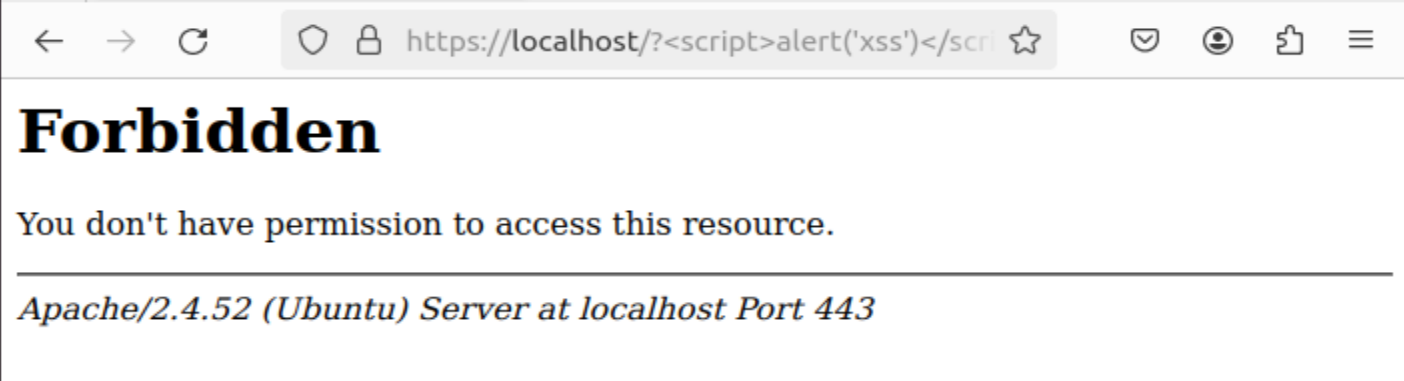 https://localhost/?<script>alert('xss')</scri
Forbidden
You don't have permission to access this resource.
Apache/2.4.52 (Ubuntu) Server at localhost Port 443